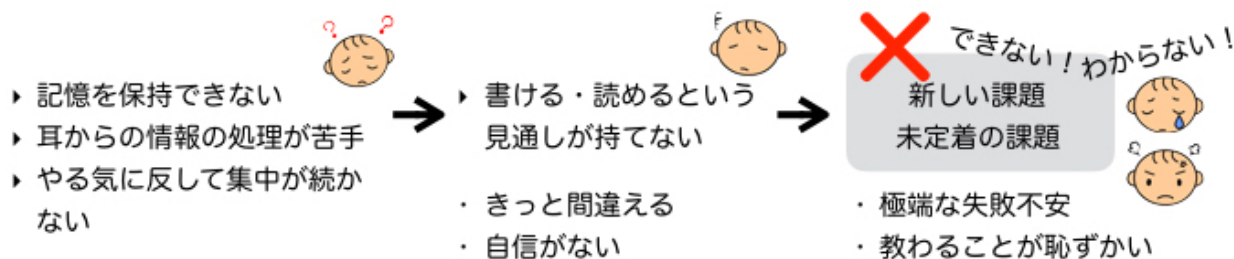 ? ?
▸ 記憶を保持できない
▸ 耳からの情報の処理が苦手
▸ やる気に反して集中が続か
ない
▸ 書ける・読めるという
見通しが持てない
・ きっと間違える
・ 自信がない
できない!わからない!
新しい課題
未定着の課題
・ 極端な失敗不安
・ 教わることが恥ずかい